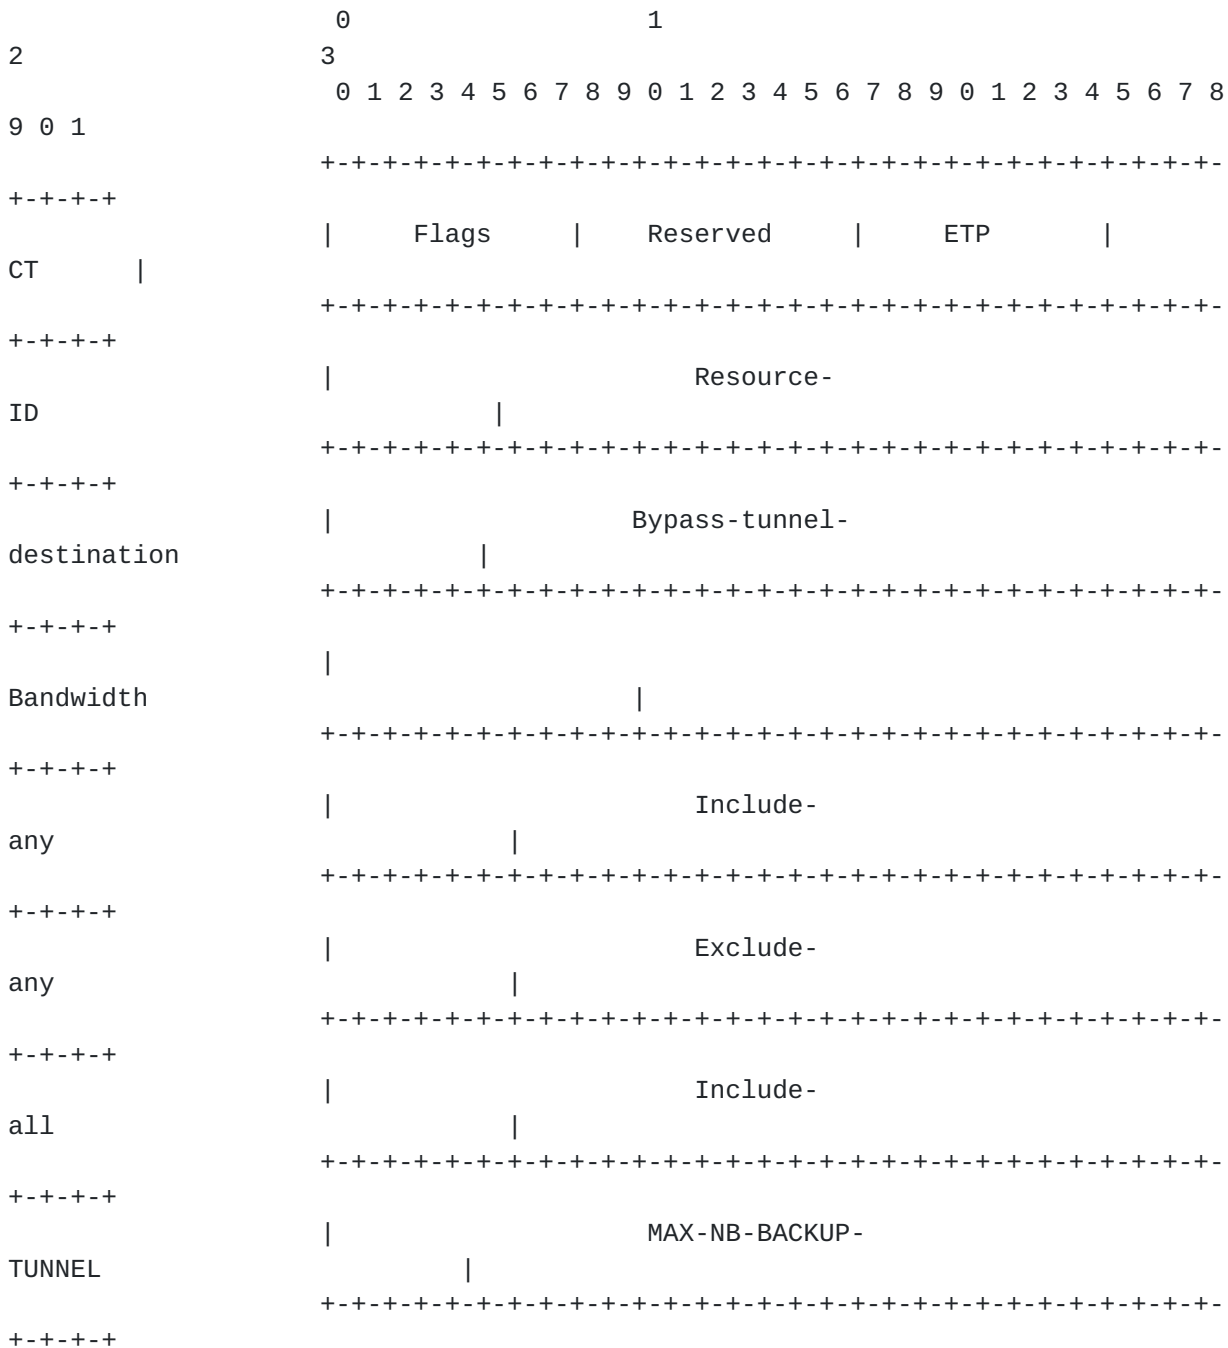 0                   1
2                   3
                     0 1 2 3 4 5 6 7 8 9 0 1 2 3 4 5 6 7 8 9 0 1 2 3 4 5 6 7 8
9 0 1
                    +-+-+-+-+-+-+-+-+-+-+-+-+-+-+-+-+-+-+-+-+-+-+-+-+-+-+-+-+-
+-+-+-+
                    |     Flags     |    Reserved     |     ETP       |
CT      |
                    +-+-+-+-+-+-+-+-+-+-+-+-+-+-+-+-+-+-+-+-+-+-+-+-+-+-+-+-+-
+-+-+-+
                    |                       Resource-
ID                             |
                    +-+-+-+-+-+-+-+-+-+-+-+-+-+-+-+-+-+-+-+-+-+-+-+-+-+-+-+-+-
+-+-+-+
                    |                   Bypass-tunnel-
destination                   |
                    +-+-+-+-+-+-+-+-+-+-+-+-+-+-+-+-+-+-+-+-+-+-+-+-+-+-+-+-+-
+-+-+-+
                    |
Bandwidth                               |
                    +-+-+-+-+-+-+-+-+-+-+-+-+-+-+-+-+-+-+-+-+-+-+-+-+-+-+-+-+-
+-+-+-+
                    |                       Include-
any                             |
                    +-+-+-+-+-+-+-+-+-+-+-+-+-+-+-+-+-+-+-+-+-+-+-+-+-+-+-+-+-
+-+-+-+
                    |                       Exclude-
any                             |
                    +-+-+-+-+-+-+-+-+-+-+-+-+-+-+-+-+-+-+-+-+-+-+-+-+-+-+-+-+-
+-+-+-+
                    |                       Include-
all                             |
                    +-+-+-+-+-+-+-+-+-+-+-+-+-+-+-+-+-+-+-+-+-+-+-+-+-+-+-+-+-
+-+-+-+
                    |                    MAX-NB-BACKUP-
TUNNEL                       |
                    +-+-+-+-+-+-+-+-+-+-+-+-+-+-+-+-+-+-+-+-+-+-+-+-+-+-+-+-+-
+-+-+-+